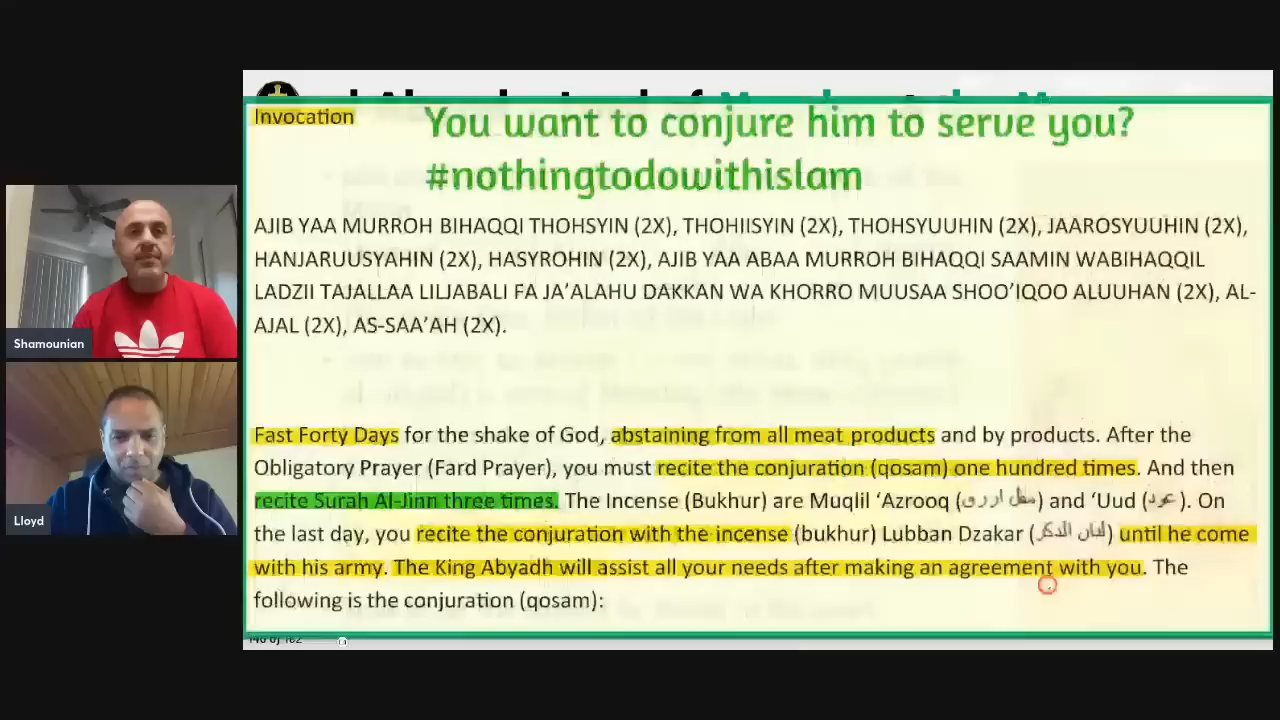 Invocation
You want to conjure him to serve you?
#nothingtodowithislam
AJIB YAA MURROH BIHAQQI THOHSYIN (2X), THOHIISYIN (2X), THOHSYUUHIN (2X), JAAROSYUUHIN (2X),
HANJARUUSYAHIN (2X), HASYROHIN (2X), AJIB YAA ABAA MURROH BIHAQQI SAAMIN WABIHAQQIL
LADZII TAJALLAA LILJABALI FA JA’ALAHU DAKKAN WA KHORRO MUUSAA SHOO’IQOO ALUUHAN (2X), AL-
AJAL (2X), AS-SAA’AH (2X).
Fast Forty Days for the shake of God, abstaining from all meat products and by products. After the
Obligatory Prayer (Fard Prayer), you must recite the conjuration (qosam) one hundred times. And then
recite Surah Al-Jinn three times. The Incense (Bukhur) are Muqlil ‘Azrooq (مقل ازرق) and ‘Uud (عود). On
the last day, you recite the conjuration with the incense (bukhur) Lubban Dzakar (لبان الذكر) until he come
with his army. The King Abyadh will assist all your needs after making an agreement with you. The
following is the conjuration (qosam):
Shamounian
Lloyd